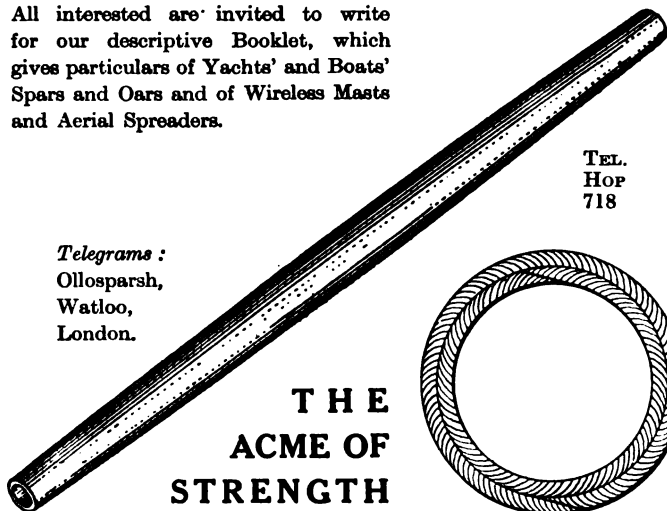 All interested are invited to write
for our descriptive Booklet, which
gives particulars of Yachts' and Boats'
Spars and Oars and of Wireless Masts
and Aerial Spreaders.
TEL.
HOP
718
Telegrams :
Ollosparsh,
Watloo,
London.
THE
ACME OF
STRENGTH